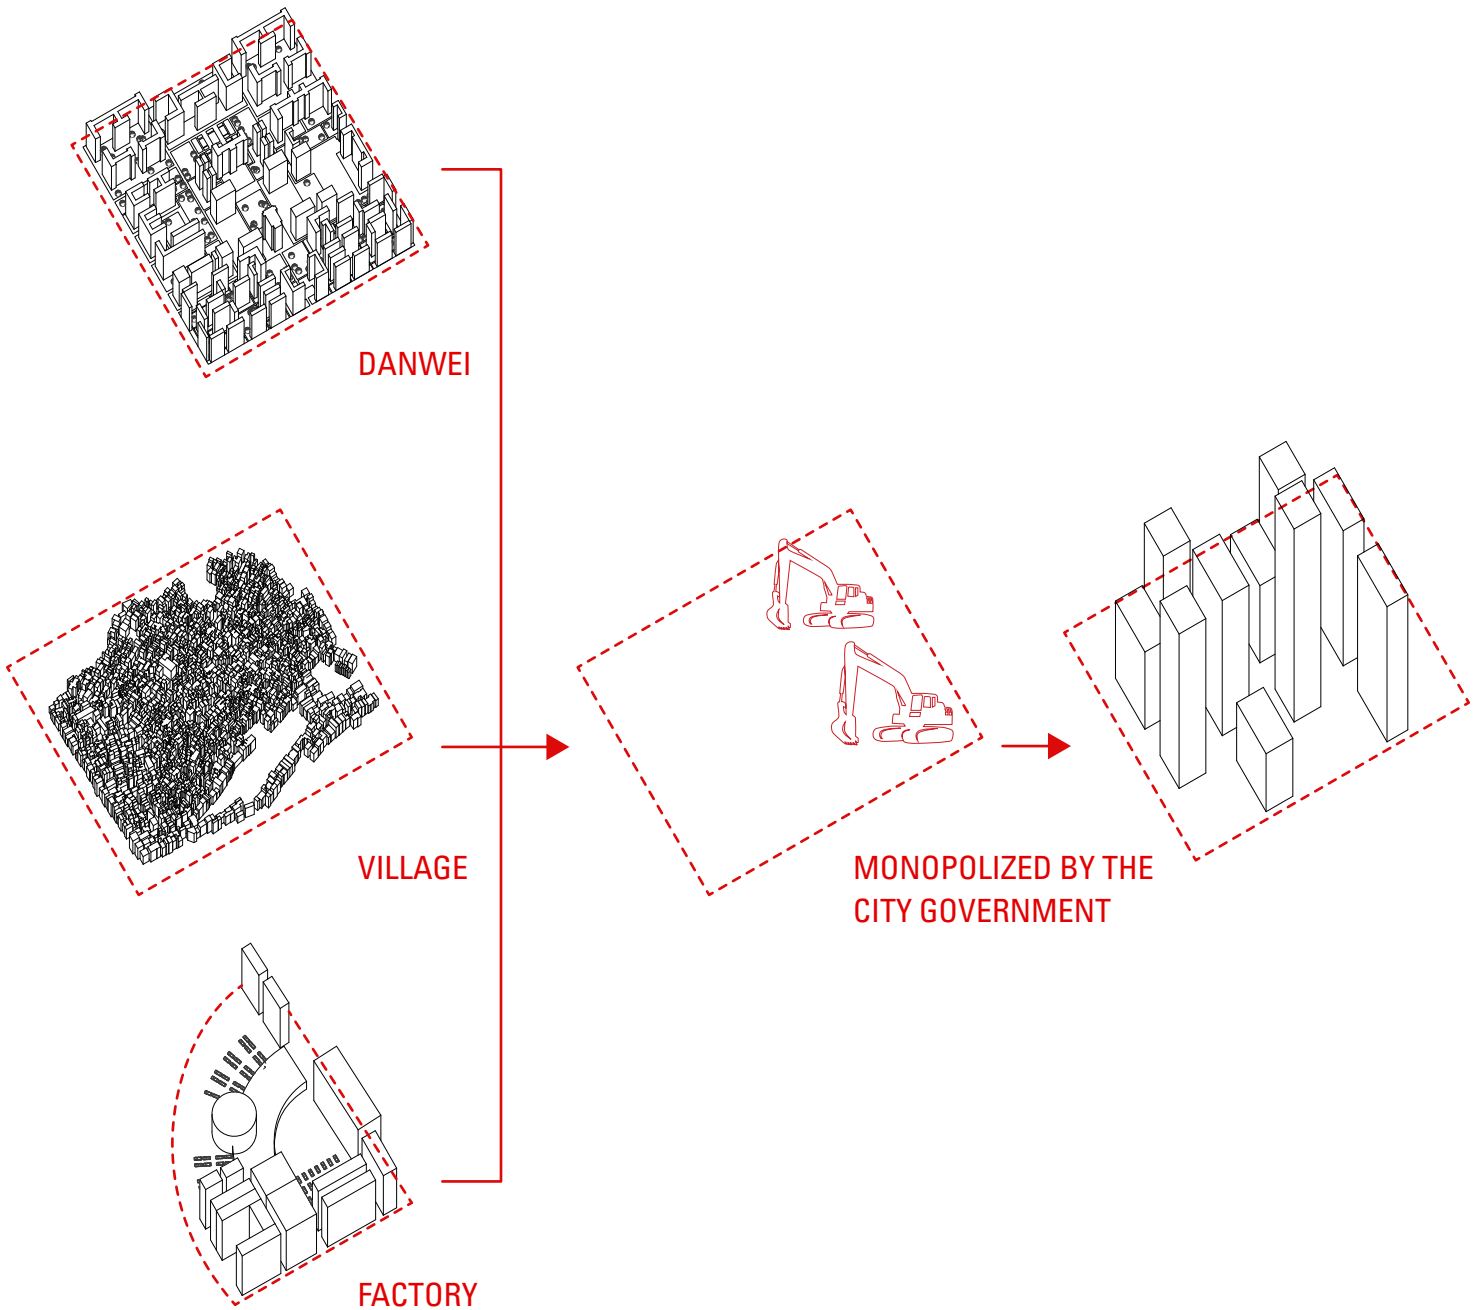 DANWEI
VILLAGE
MONOPOLIZED BY THE
CITY GOVERNMENT
FACTORY